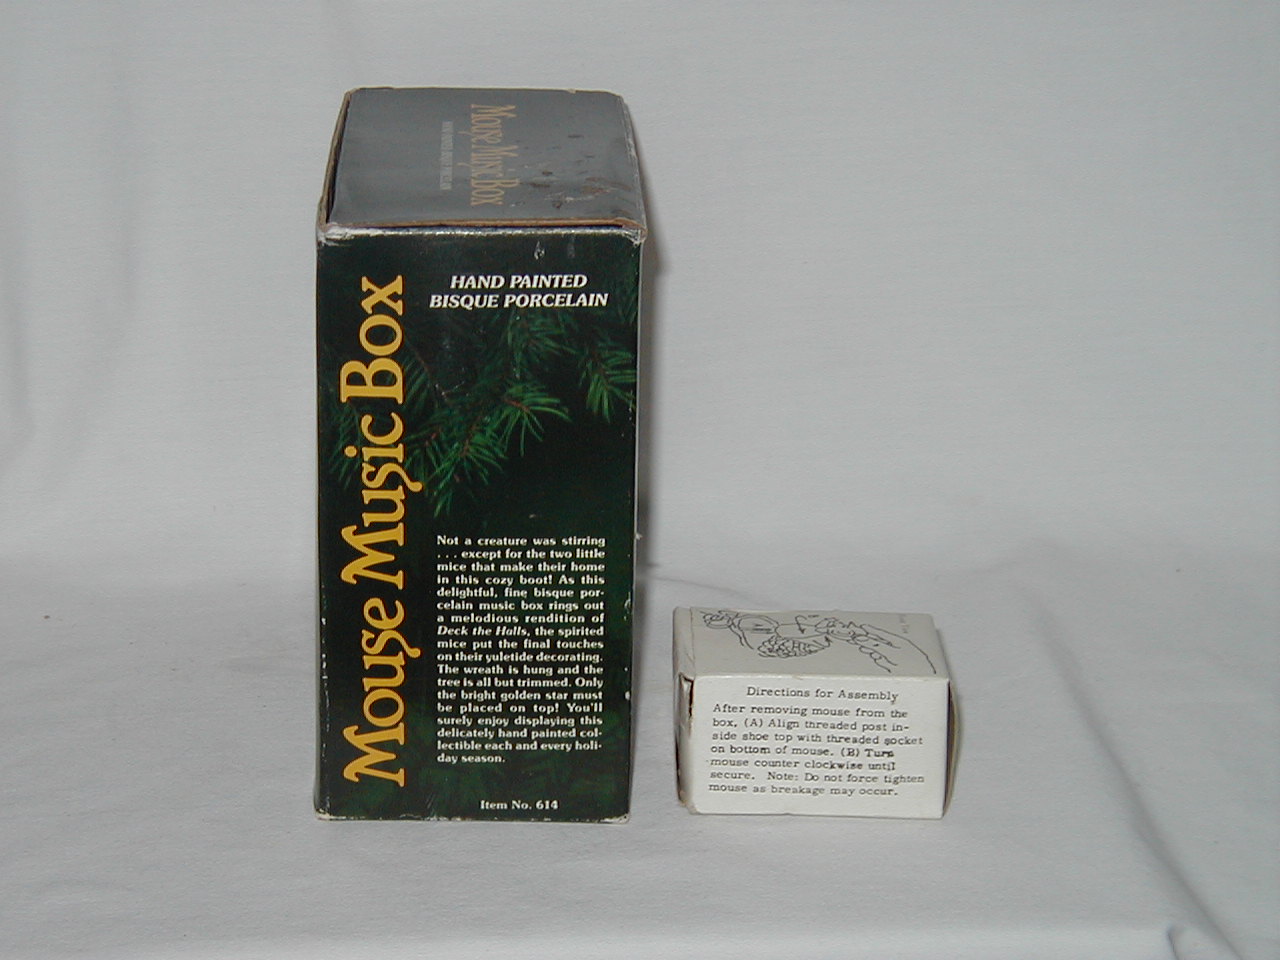 Mouse Music Box
Mouse Music Box
HAND PAINTED
BISQUE PORCELAIN
Not a creature was stirring
. . . except for the two little
mice that make their home
in this cozy boot! As this
delightful, fine bisque por-
celain music box rings out
a melodious rendition of
Deck the Halls, the spirited
mice put the final touches
on their yuletide decorating.
The wreath is hung and the
tree is all but trimmed. Only
the bright golden star must
be placed on top! You'll
surely enjoy displaying this
delicately hand painted col-
lectible each and every holi-
day season.
Item No. 614
Directions for Assembly
After removing mouse from the
box, (A) Align threaded post in-
side shoe top with threaded socket
on bottom of mouse. (B) Turn
mouse counter clockwise until
secure. Note: Do not force tighten
mouse as breakage may occur.